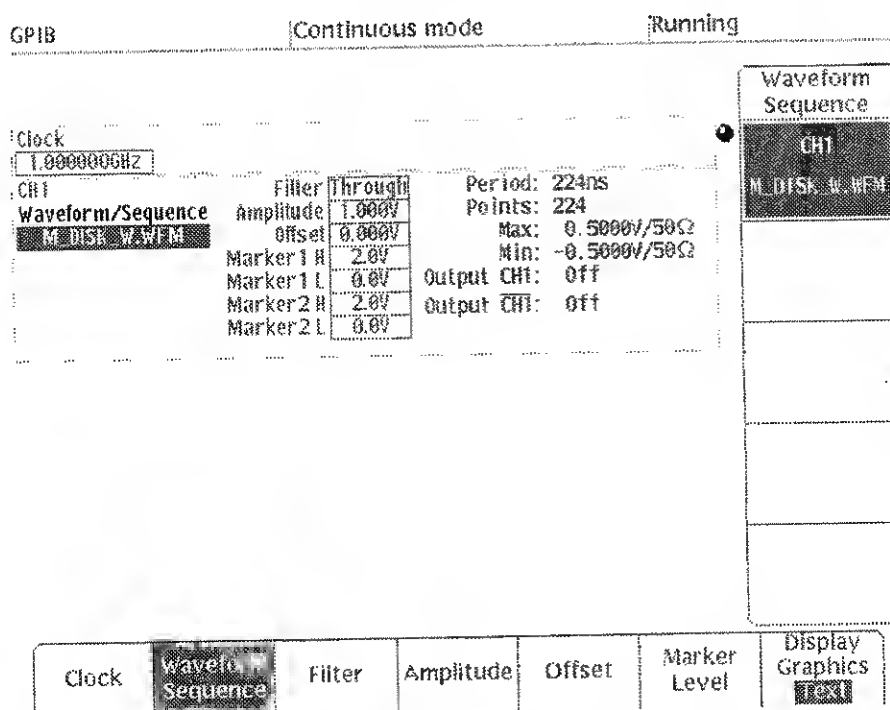 GPIB Continuous mode Running
Waveform
Sequence
CH1
M_DISK_W.WFM
Clock
1.000000GHz
CH1
Waveform/Sequence
M_DISK_W.WFM
Filter Through
Amplitude 1.000V
Offset 0.000V
Marker1 H 2.0V
Marker1 L 0.0V
Marker2 H 2.0V
Marker2 L 0.0V
Period: 224ns
Points: 224
Max: 0.5000V/50Ω
Min: -0.5000V/50Ω
Output CH1: Off
Output C̅H̅1̅: Off
Clock
Waveform
Sequence
Filter
Amplitude
Offset
Marker
Level
Display
Graphics
Text